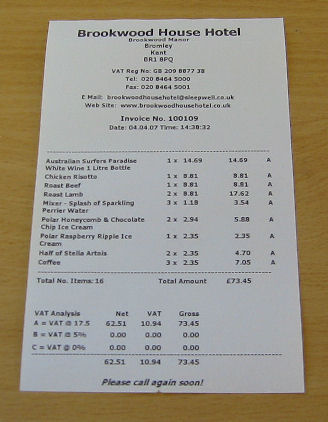 Brookwood House Hotel
Brookwood Manor
Bromley
Kent
BR1 8PQ
VAT Reg No: GB 209 8877 38
Tel: 020 8464 5000
Fax: 020 8464 5001
E Mail: brookwoodhousehotel@sleepwell.co.uk
Web Site: www.brookwoodhousehotel.co.uk
Invoice No. 100109
Date: 04.04.07 Time: 14:38:32
Australian Surfers Paradise 1 x 14.69 14.69 A
White Wine 1 Litre Bottle
Chicken Risotto 1 x 8.81 8.81 A
Roast Beef 1 x 8.81 8.81 A
Roast Lamb 2 x 8.81 17.62 A
Mixer - Splash of Sparkling 3 x 1.18 3.54 A
Perrier Water
Polar Honeycomb & Chocolate 2 x 2.94 5.88 A
Chip Ice Cream
Polar Raspberry Ripple Ice 1 x 2.35 2.35 A
Cream
Half of Stella Artois 2 x 2.35 4.70 A
Coffee 3 x 2.35 7.05 A
Total No. Items: 16 Total Amount £73.45
VAT Analysis Net VAT Gross
A = VAT @ 17.5 62.51 10.94 73.45
B = VAT @ 5% 0.00 0.00 0.00
C = VAT @ 0% 0.00 0.00 0.00
62.51 10.94 73.45
Please call again soon!